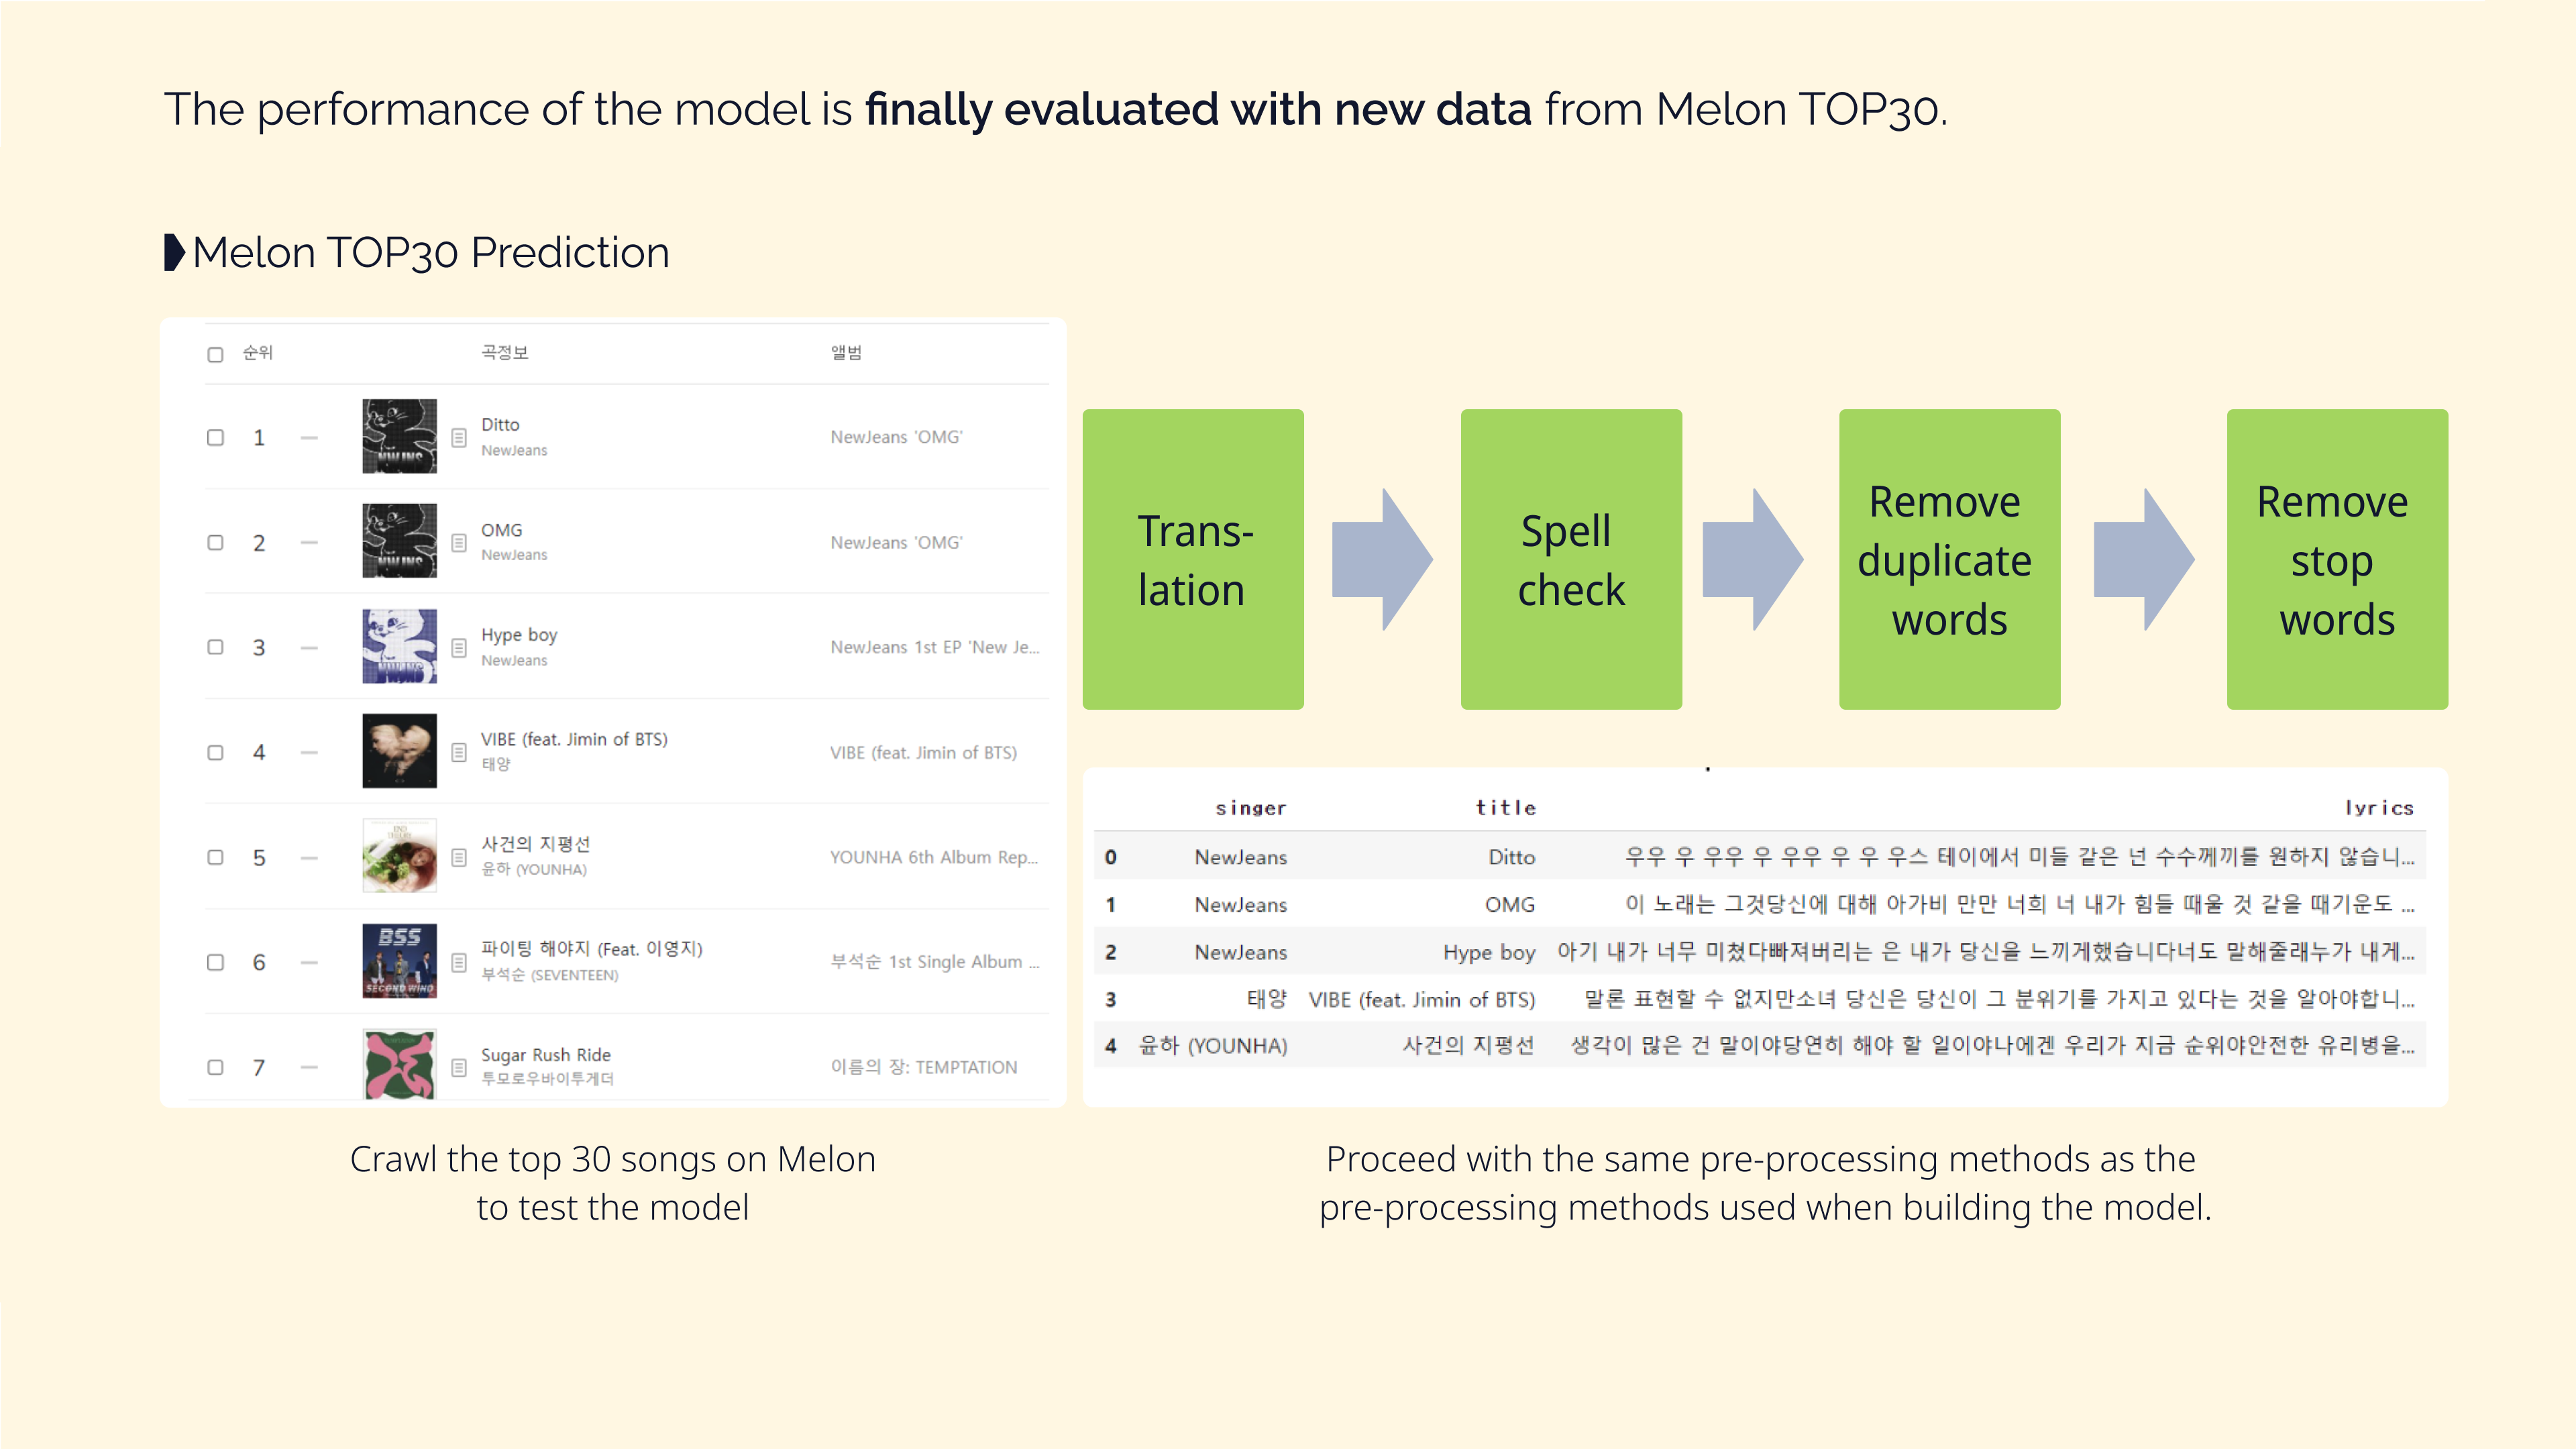 The performance of the model is finally evaluated with new data from Melon TOP30.
Melon TOP30 Prediction
순위 곡정보 앨범
1 Ditto NewJeans 'OMG'
NewJeans
2 OMG NewJeans 'OMG'
NewJeans
3 Hype boy NewJeans 1st EP 'New Je...
NewJeans
4 VIBE (feat. Jimin of BTS) VIBE (feat. Jimin of BTS)
태양
5 사건의 지평선 YOUNHA 6th Album Rep...
윤하 (YOUNHA)
BSS
SECOND WIND
6 파이팅 해야지 (Feat. 이영지) 부석순 1st Single Album ...
부석순 (SEVENTEEN)
7 Sugar Rush Ride 이름의 장: TEMPTATION
투모로우바이투게더
Crawl the top 30 songs on Melon
to test the model
Trans-
lation
Spell
check
Remove
duplicate
words
Remove
stop
words
singer title lyrics
0 NewJeans Ditto 우우 우 우우 우 우우 우 우 우스 테이에서 미들 같은 넌 수수께끼를 원하지 않습니...
1 NewJeans OMG 이 노래는 그것당신에 대해 아가비 만만 너희 너 내가 힘들 때울 것 같을 때기운도 ...
2 NewJeans Hype boy 아기 내가 너무 미쳤다빠져버리는 은 내가 당신을 느끼게했습니다너도 말해줄래누가 내게...
3 태양 VIBE (feat. Jimin of BTS) 말론 표현할 수 없지만소녀 당신은 당신이 그 분위기를 가지고 있다는 것을 알아야합니...
4 윤하 (YOUNHA) 사건의 지평선 생각이 많은 건 말이야당연히 해야 할 일이야나에겐 우리가 지금 순위야안전한 유리병을...
Proceed with the same pre-processing methods as the
pre-processing methods used when building the model.